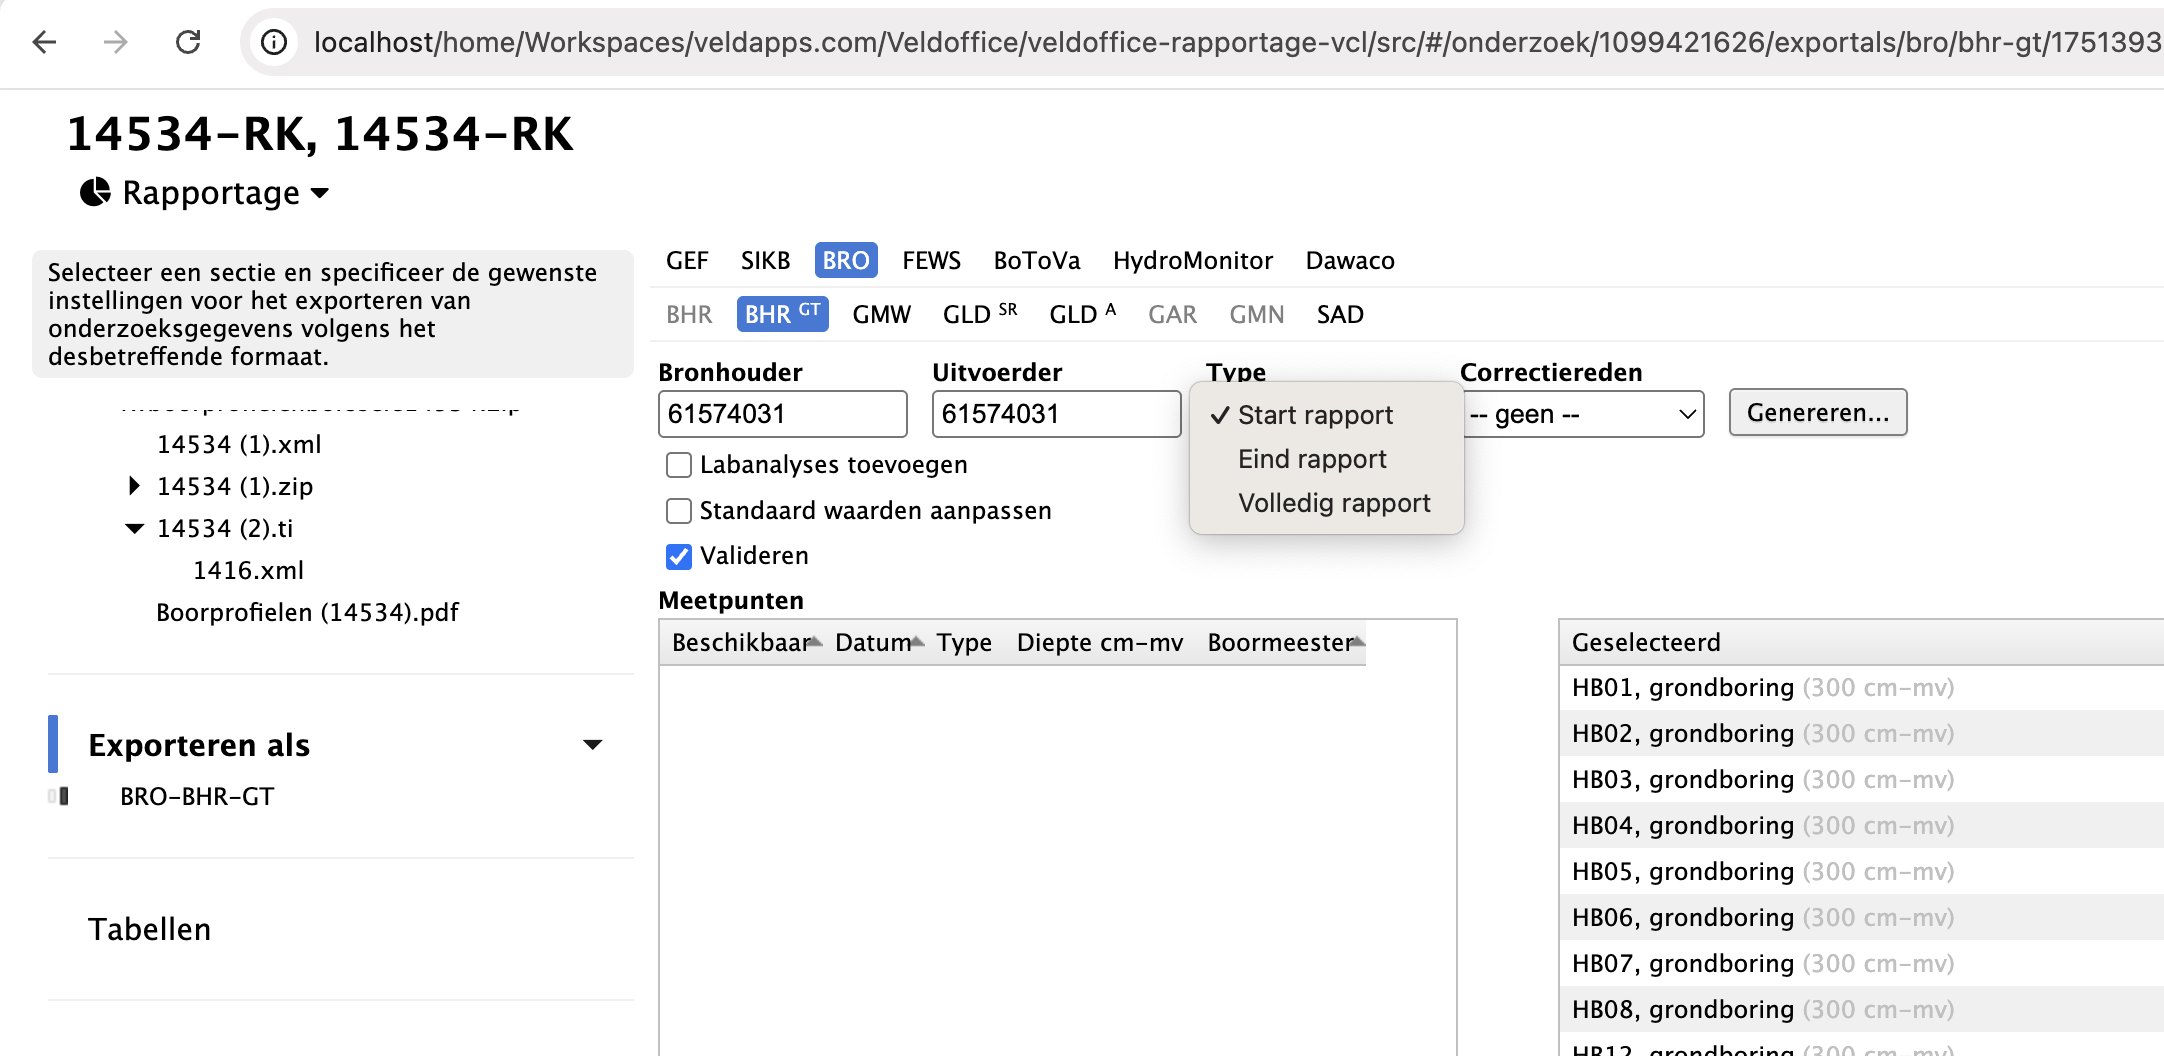 localhost/home/Workspaces/veldapps.com/Veldoffice/veldoffice-rapportage-vcl/src/#/onderzoek/1099421626/exportals/bro/bhr-gt/1751393
14534-RK, 14534-RK
Rapportage
Selecteer een sectie en specificeer de gewenste
instellingen voor het exporteren van
onderzoeksgegevens volgens het
desbetreffende formaat.
14534 (1).xml
14534 (1).zip
14534 (2).ti
1416.xml
Boorprofielen (14534).pdf
Exporteren als
BRO-BHR-GT
Tabellen
GEF SIKB BRO FEWS BoToVa HydroMonitor Dawaco
BHR BHR GT GMW GLD SR GLD A GAR GMN SAD
Bronhouder Uitvoerder Type Correctiereden
61574031 61574031 -- geen -- Genereren...
✓ Start rapport
Eind rapport
Volledig rapport
Labanalyses toevoegen
Standaard waarden aanpassen
Valideren
Meetpunten
Beschikbaar Datum Type Diepte cm-mv Boormeester
Geselecteerd
HB01, grondboring (300 cm-mv)
HB02, grondboring (300 cm-mv)
HB03, grondboring (300 cm-mv)
HB04, grondboring (300 cm-mv)
HB05, grondboring (300 cm-mv)
HB06, grondboring (300 cm-mv)
HB07, grondboring (300 cm-mv)
HB08, grondboring (300 cm-mv)
HB12, grondboring (300 cm-mv)